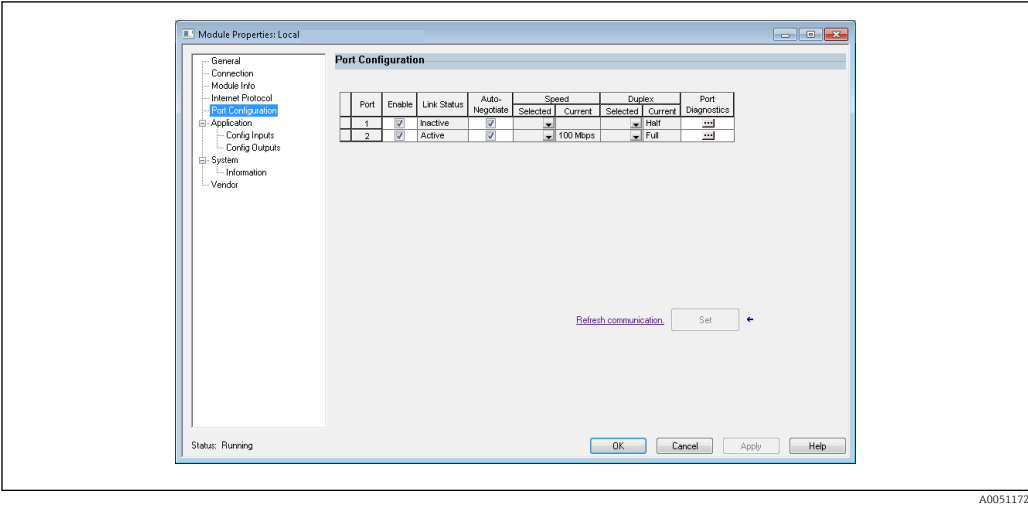 Module Properties: Local
General
Connection
Module Info
Internet Protocol
Port Configuration
Application
Config Inputs
Config Outputs
System
Information
Vendor
Port Configuration
Port Enable Link Status Auto-Negotiate Speed Duplex Port Diagnostics
Selected Current Selected Current
1 Inactive Half ...
2 Active 100 Mbps Full ...
Refresh communication. Set
Status: Running
OK Cancel Apply Help
A0051172